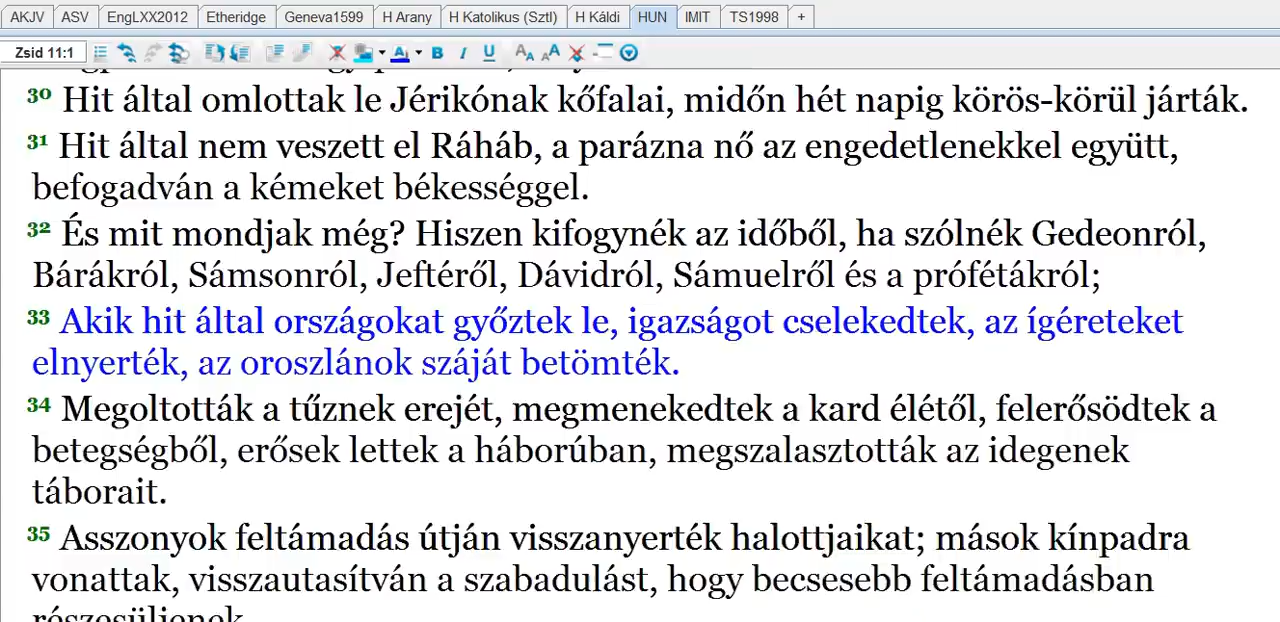 AKJV ASV EngLXX2012 Etheridge Geneva1599 H Arany H Katolikus (Sztl) H Káldi HUN IMIT TS1998 +
Zsid 11:1
30 Hit által omlottak le Jérikónak kőfalai, midőn hét napig körös-körül járták.
31 Hit által nem veszett el Ráháb, a parázna nő az engedetlenekkel együtt,
befogadván a kémeket békességgel.
32 És mit mondjak még? Hiszen kifogynék az időből, ha szólnék Gedeonról,
Bárákról, Sámsonról, Jeftéről, Dávidról, Sámuelről és a prófétákról;
33 Akik hit által országokat győztek le, igazságot cselekedtek, az ígéreteket
elnyerték, az oroszlánok száját betömték.
34 Megoltották a tűznek erejét, megmenekedtek a kard élétől, felerősödtek a
betegségből, erősek lettek a háborúban, megszalasztották az idegenek
táborait.
35 Asszonyok feltámadás útján visszanyerték halottjaikat; mások kínpadra
vonattak, visszautasítván a szabadulást, hogy becsesebb feltámadásban
részesüljenek